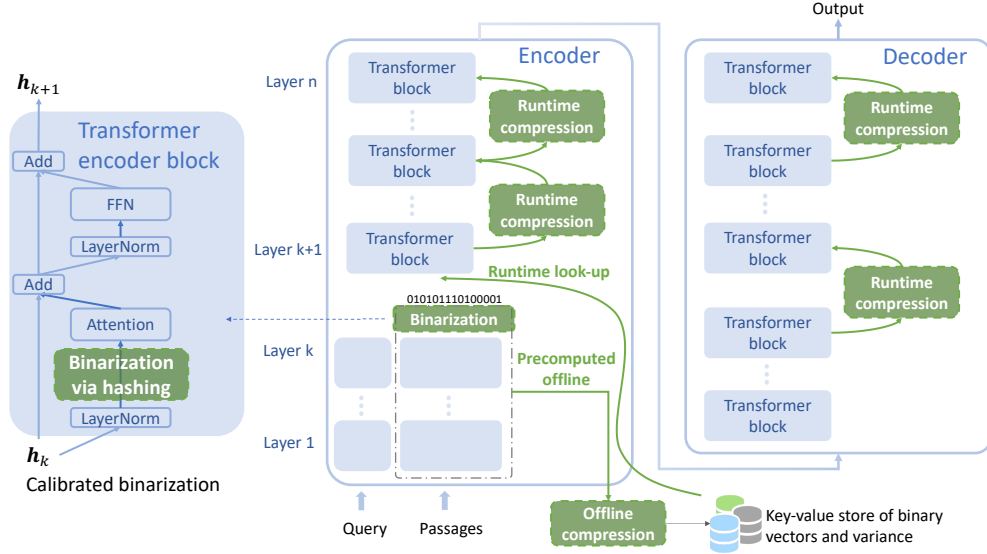 h_{k+1}
Transformer
encoder block
Add
FFN
LayerNorm
Add
Attention
Binarization
via hashing
LayerNorm
h_k
Calibrated binarization
Encoder
Layer n
Transformer
block
Runtime
compression
Transformer
block
Runtime
compression
Layer k+1
Transformer
block
Runtime look-up
010101110100001
Binarization
Layer k
Precomputed
offline
Layer 1
Query
Passages
Offline
compression
Key-value store of binary
vectors and variance
Output
Decoder
Transformer
block
Runtime
compression
Transformer
block
Transformer
block
Runtime
compression
Transformer
block
Transformer
block